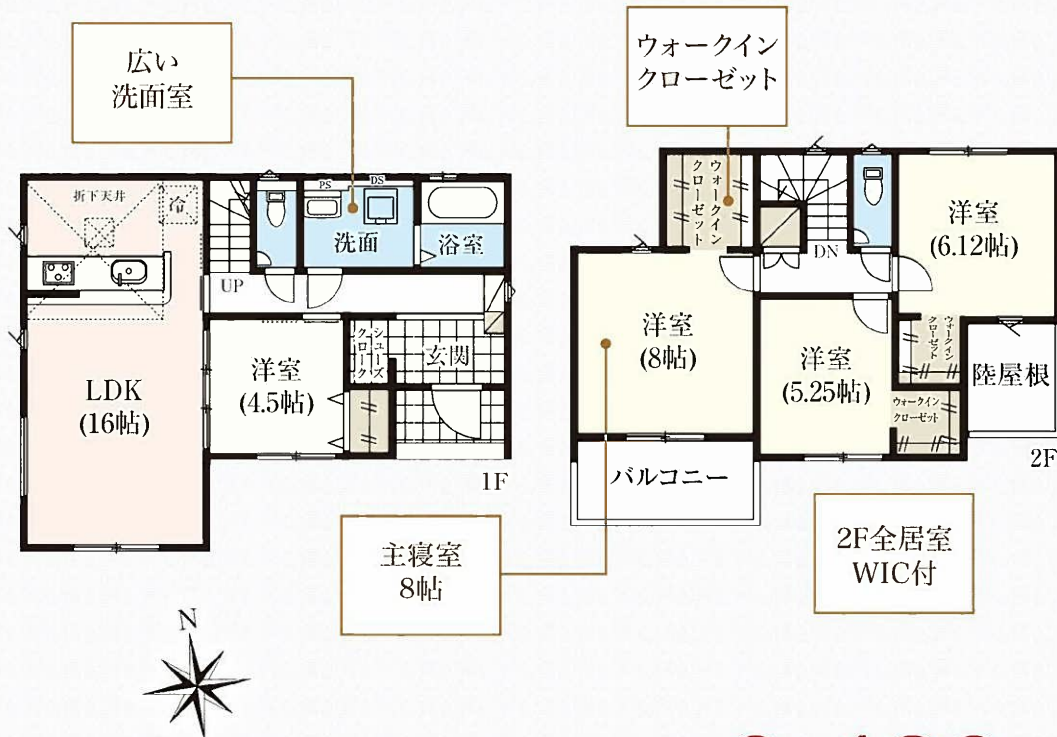 広い
洗面室
ウォークイン
クローゼット
折下天井
冷
PS
DS
洗面
浴室
UP
LDK
(16帖)
洋室
(4.5帖)
シューズ
クローク
玄関
1F
ウォークイン
クローゼット
DN
洋室
(6.12帖)
洋室
(8帖)
洋室
(5.25帖)
ウォークイン
クローゼット
ウォークイン
クローゼット
陸屋根
バルコニー
2F
主寝室
8帖
2F全居室
WIC付
N